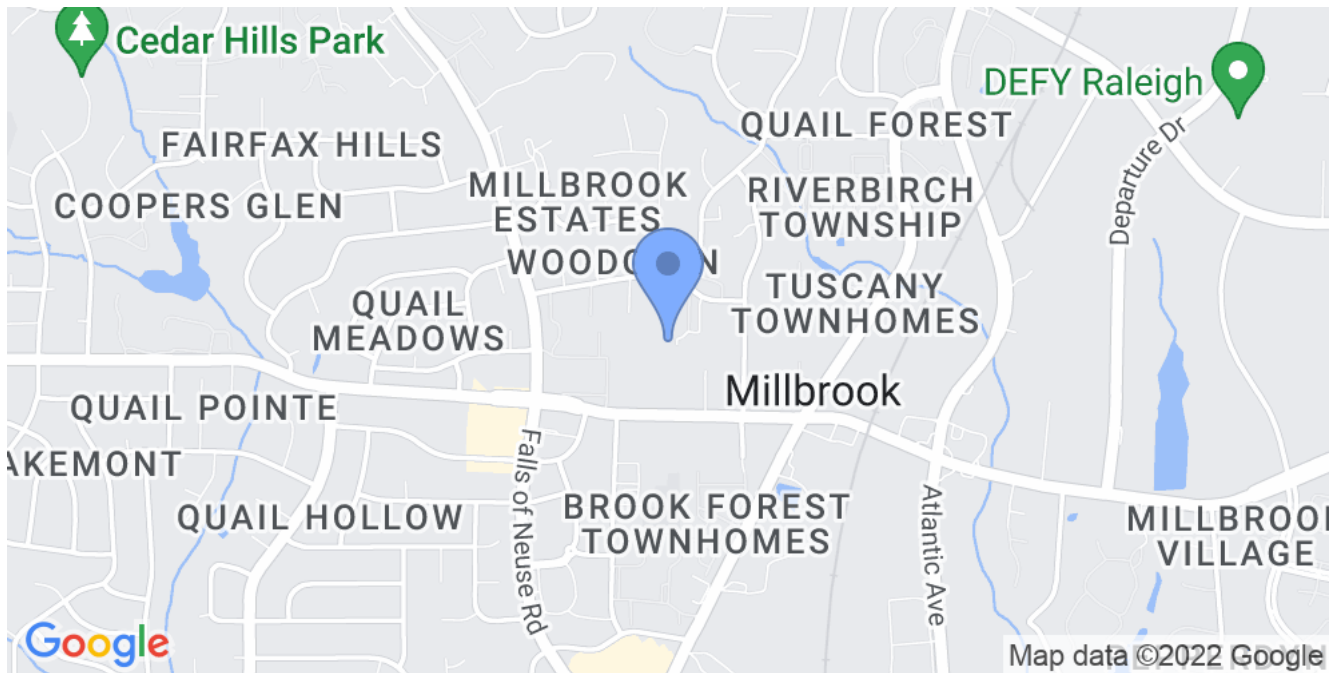 Cedar Hills Park
DEFY Raleigh
QUAIL FOREST
FAIRFAX HILLS
Departure Dr
MILLBROOK
ESTATES
RIVERBIRCH
TOWNSHIP
COOPERS GLEN
TUSCANY
TOWNHOMES
QUAIL
MEADOWS
Millbrook
QUAIL POINTE
AKEMONT
Falls of Neuse Rd
Atlantic Ave
BROOK FOREST
TOWNHOMES
QUAIL HOLLOW
MILLBROOK
VILLAGE
Google
Map data ©2022 Google